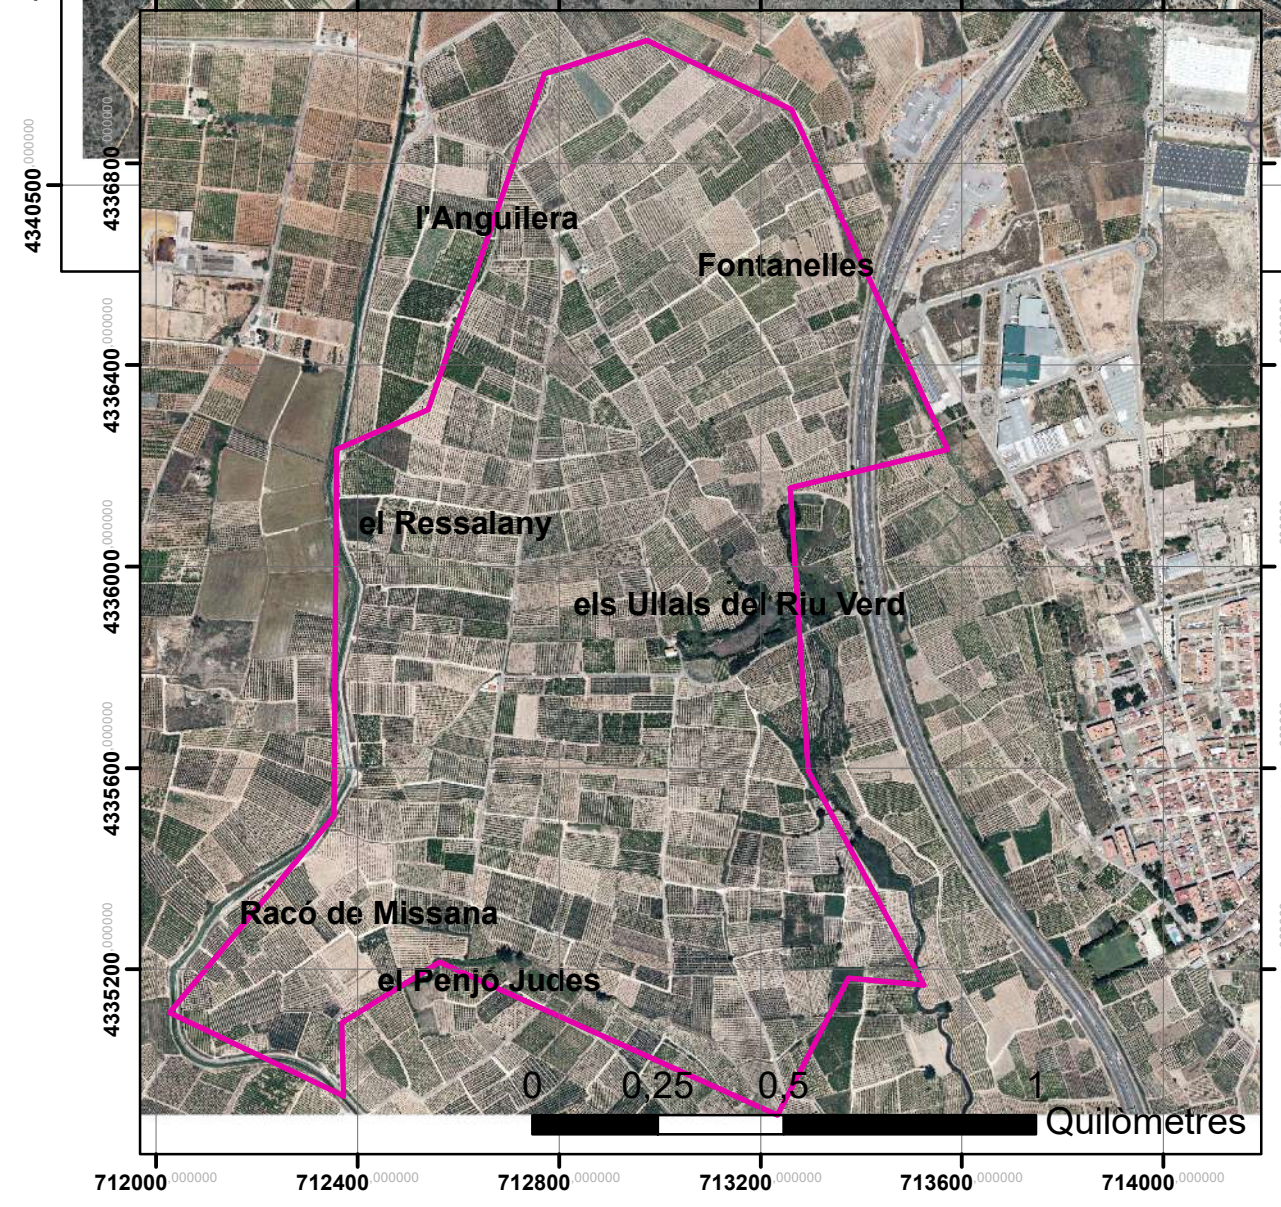 4340500,000000
4336800,000000
4336400,000000
4336000,000000
4335600,000000
4335200,000000
l'Anguilera
Fontanelles
el Ressalany
els Ullals del Riu Verd
Racó de Missana
el Penjó Judes
0 0,25 0,5 1
Quilòmetres
712000,000000 712400,000000 712800,000000 713200,000000 713600,000000 714000,000000